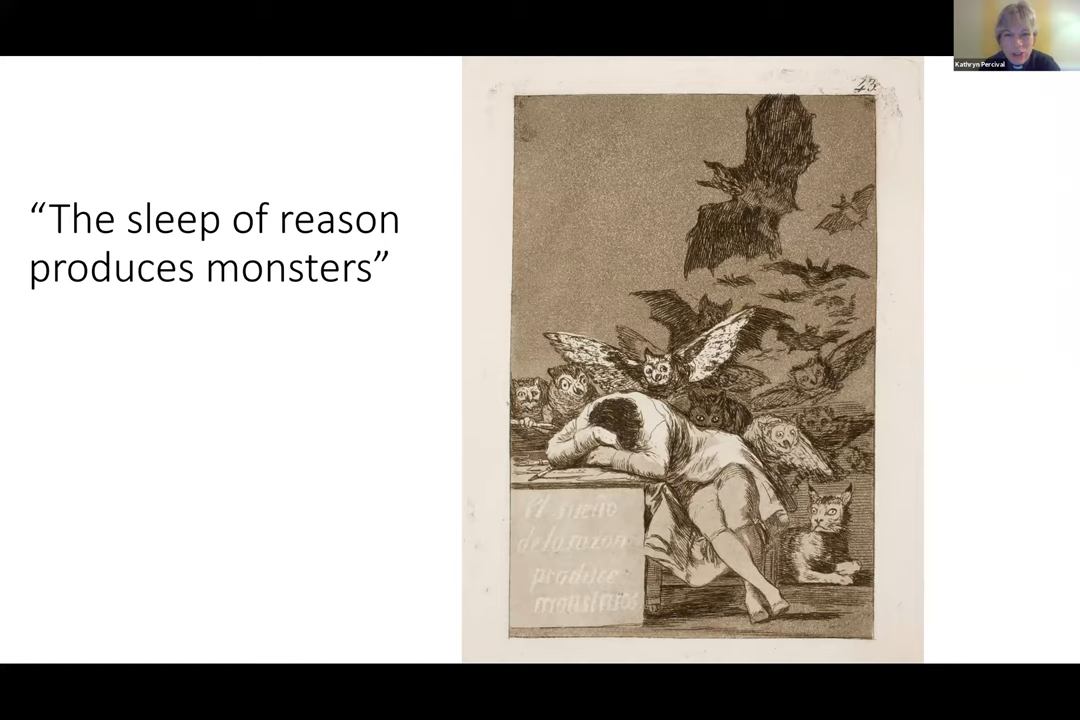 Kathryn Percival
43.
“The sleep of reason
produces monsters”
El sueño
de la razon
produce
monstruos